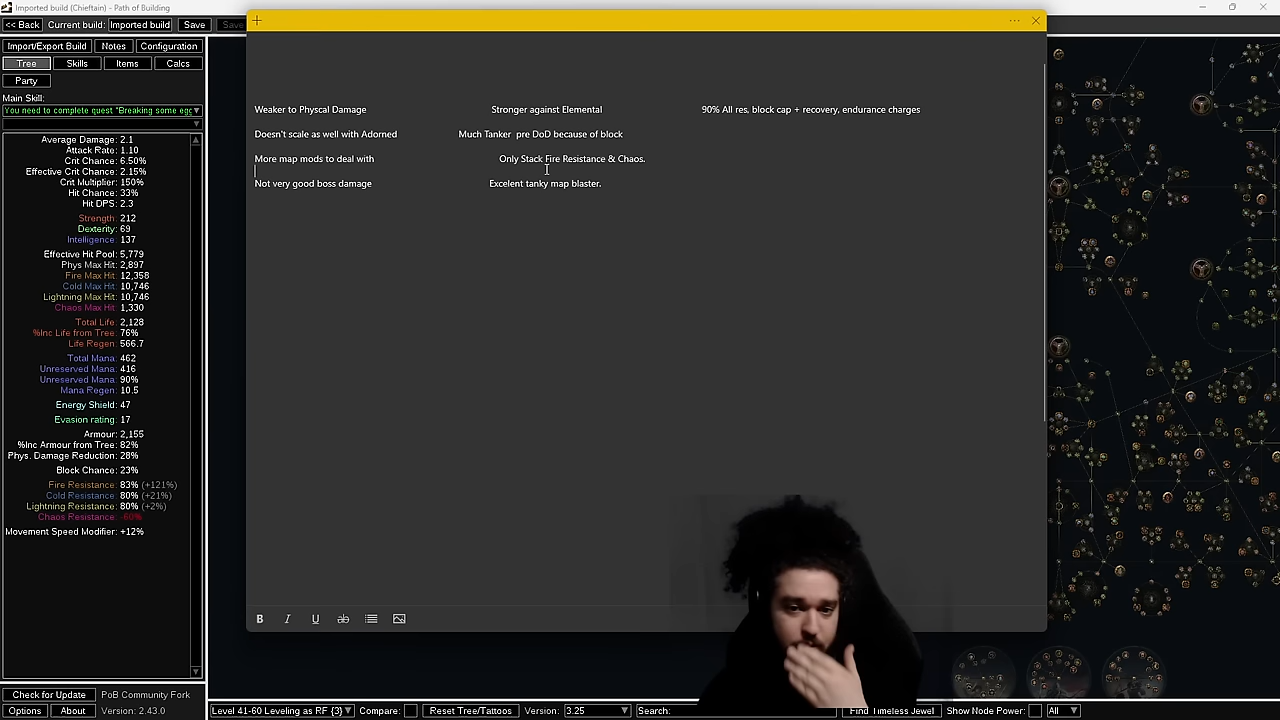 Imported build (Chieftain) - Path of Building
<< Back Current build: Imported build Save Save
Import/Export Build Notes Configuration
Tree Skills Items Calcs
Party
Main Skill:
You need to complete quest "Breaking some egg
Average Damage: 2.1
Attack Rate: 1.10
Crit Chance: 6.50%
Effective Crit Chance: 2.15%
Crit Multiplier: 150%
Hit Chance: 33%
Hit DPS: 2.3
Strength: 212
Dexterity: 69
Intelligence: 137
Effective Hit Pool: 5,779
Phys Max Hit: 2,897
Fire Max Hit: 12,358
Cold Max Hit: 10,746
Lightning Max Hit: 10,746
Chaos Max Hit: 1,330
Total Life: 2,128
%Inc Life from Tree: 76%
Life Regen: 566.7
Total Mana: 462
Unreserved Mana: 416
Unreserved Mana: 90%
Mana Regen: 10.5
Energy Shield: 47
Evasion rating: 17
Armour: 2,155
%Inc Armour from Tree: 82%
Phys. Damage Reduction: 28%
Block Chance: 23%
Fire Resistance: 83% (+121%)
Cold Resistance: 80% (+21%)
Lightning Resistance: 80% (+2%)
Chaos Resistance: -60%
Movement Speed Modifier: +12%
Check for Update PoB Community Fork
Options About Version: 2.43.0
Weaker to Physcal Damage Stronger against Elemental 90% All res, block cap + recovery, endurance charges
Doesn't scale as well with Adorned Much Tanker pre DoD because of block
More map mods to deal with Only Stack Fire Resistance & Chaos.
Not very good boss damage Excelent tanky map blaster.
B I U ab
Level 41-60 Leveling as RF {3} Compare: Reset Tree/Tattoos Version: 3.25 Search: Find Timeless Jewel Show Node Power: All